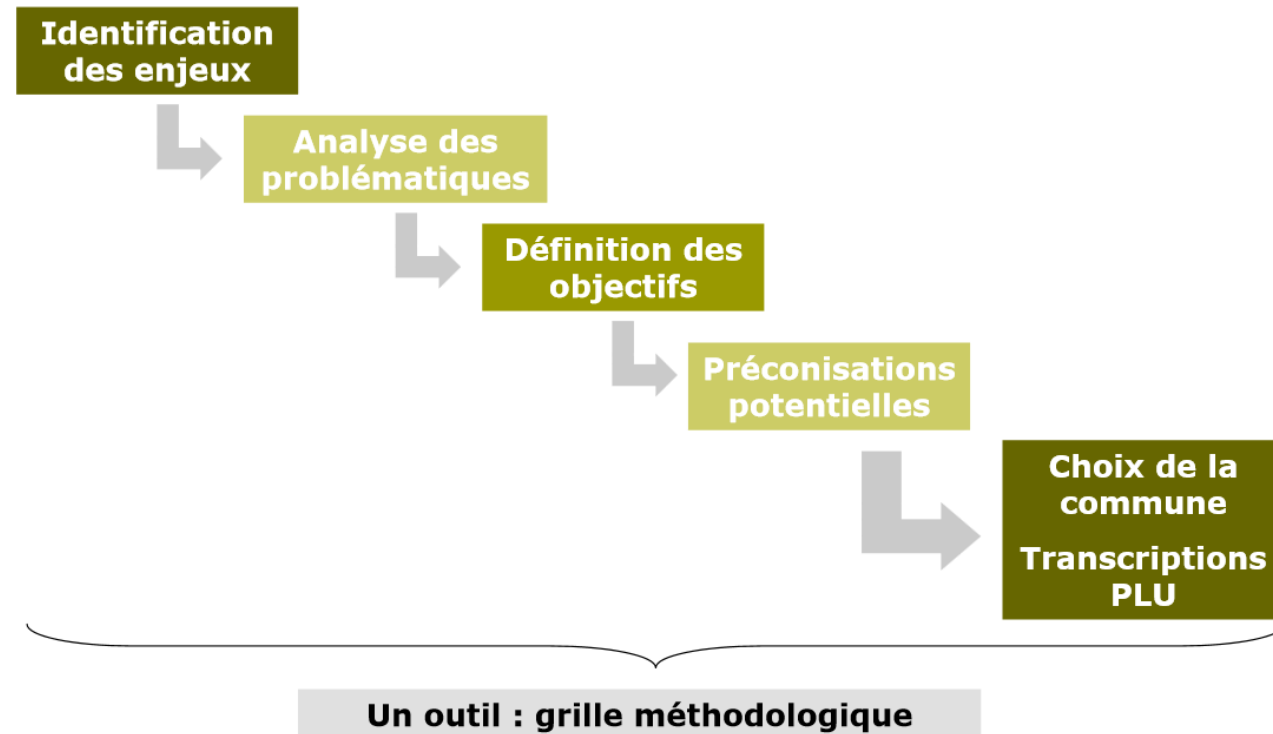 Identification
des enjeux
Analyse des
problématiques
Définition des
objectifs
Préconisations
potentielles
Choix de la
commune
Transcriptions
PLU
Un outil : grille méthodologique